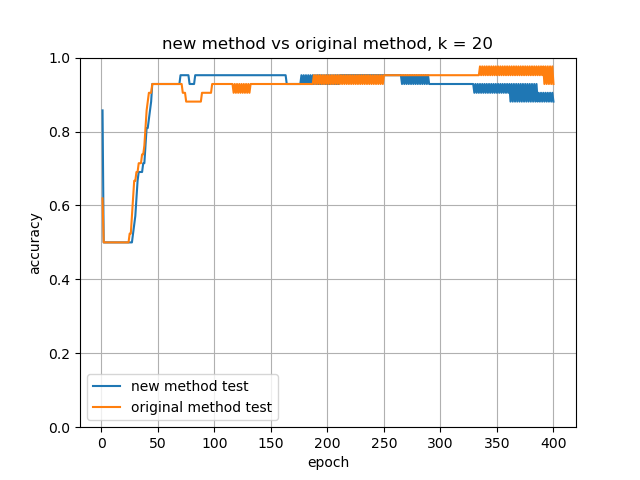 new method vs original method, k = 20
accuracy
1.0
0.8
0.6
0.4
0.2
0.0
new method test
original method test
0 50 100 150 200 250 300 350 400
epoch